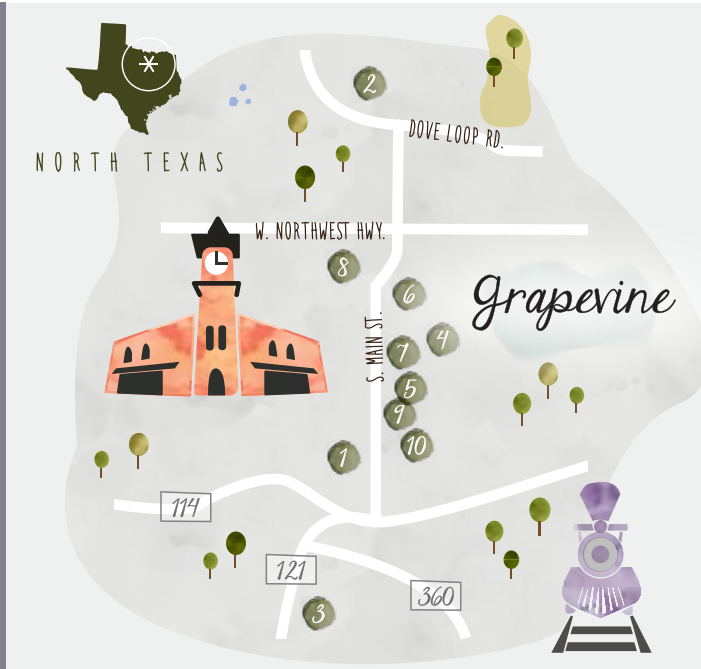 2
DOVE LOOP RD.
NORTH TEXAS
W. NORTHWEST HWY.
8
6
Grapevine
S. MAIN ST.
4
7
5
9
10
1
114
121
360
3